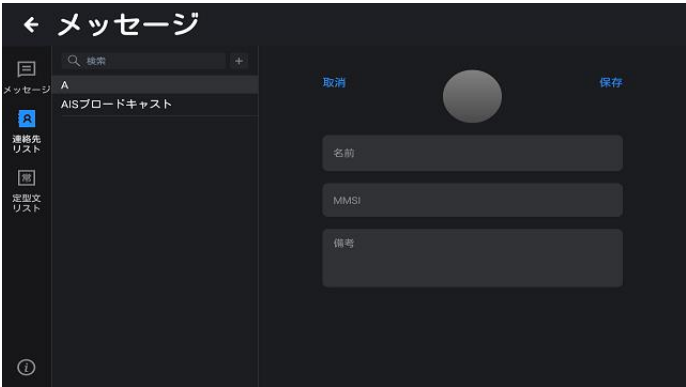 メッセージ
メッセージ
連絡先
リスト
常
定型文
リスト
検索
+
A
AISブロードキャスト
取消
保存
名前
MMSI
備考